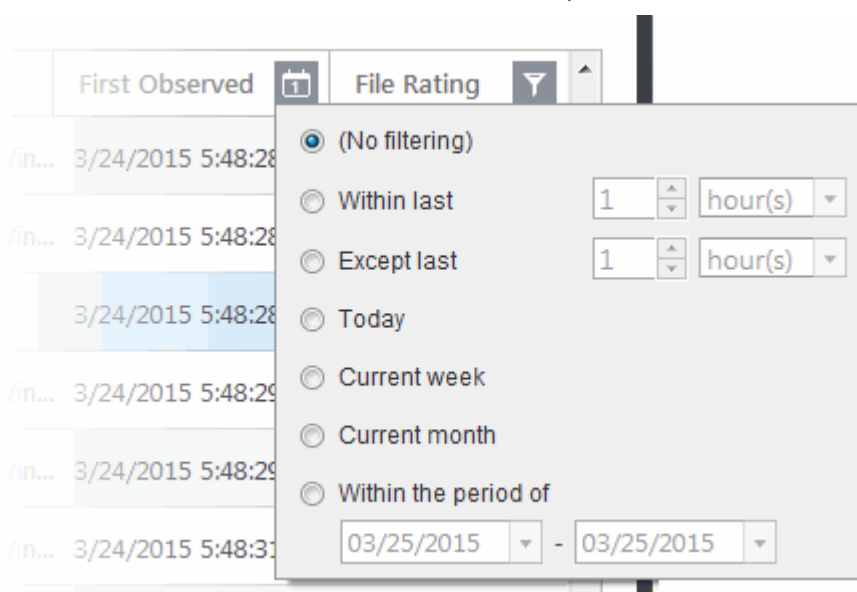 First Observed 1 File Rating
/in... 3/24/2015 5:48:28 (No filtering)
Within last 1 hour(s)
/in... 3/24/2015 5:48:28
Except last 1 hour(s)
3/24/2015 5:48:28 Today
/in... 3/24/2015 5:48:29 Current week
Current month
/in... 3/24/2015 5:48:29
Within the period of
/in... 3/24/2015 5:48:31 03/25/2015 - 03/25/2015